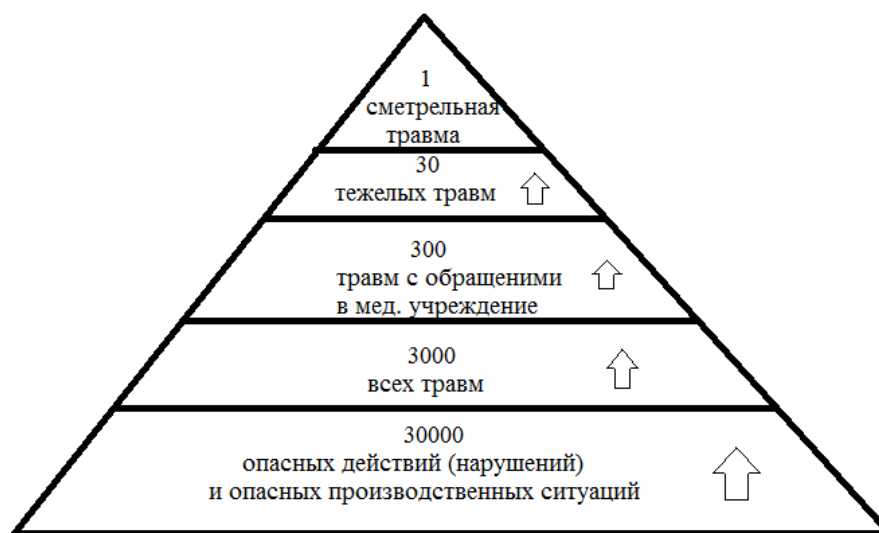 1
сметрельная
травма
30
тяжелых травм
300
травм с обращеними
в мед. учреждение
3000
всех травм
30000
опасных действий (нарушений)
и опасных производственных ситуаций